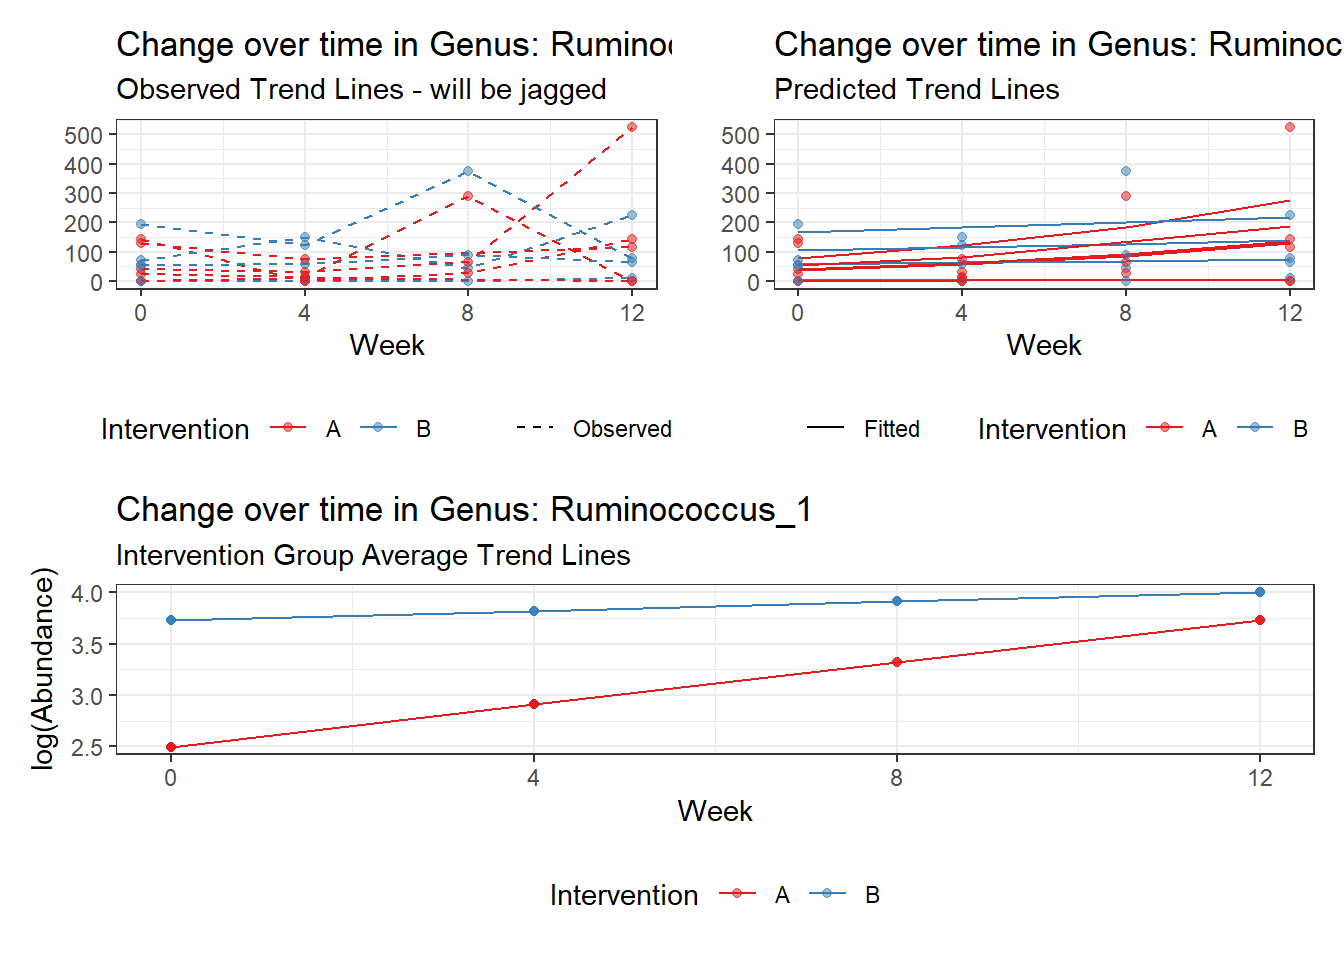 Change over time in Genus: Ruminoc
Observed Trend Lines - will be jagged
500
400
300
200
100
0
0 4 8 12
Week
Intervention A B Observed
Change over time in Genus: Ruminoc
Predicted Trend Lines
500
400
300
200
100
0
0 4 8 12
Week
Fitted Intervention A B
Change over time in Genus: Ruminococcus_1
Intervention Group Average Trend Lines
log(Abundance)
4.0
3.5
3.0
2.5
0 4 8 12
Week
Intervention A B